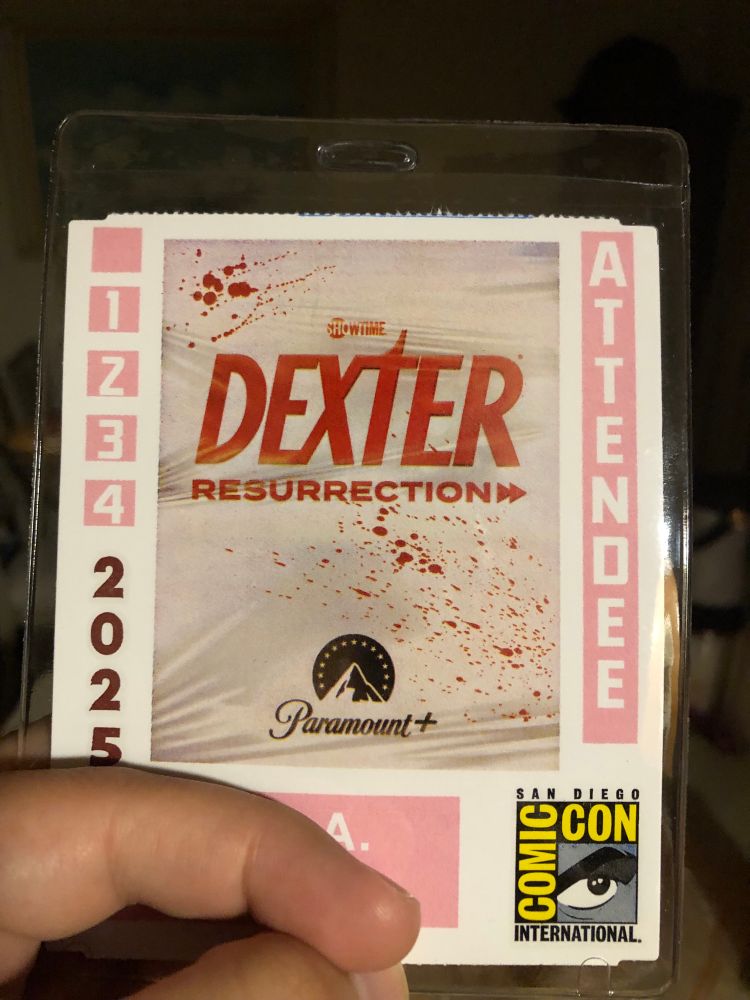 1
2
3
4
2025
ATTENDEE
SHOWTIME
DEXTER
RESURRECTION
Paramount+
A.
SAN DIEGO
COMIC CON
INTERNATIONAL.